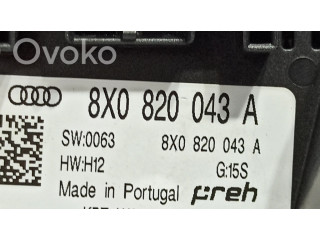 Ovoko
8X0 820 043 A
SW:0063 8X0 820 043 A
HW:H12 G:15S
Made in Portugal preh